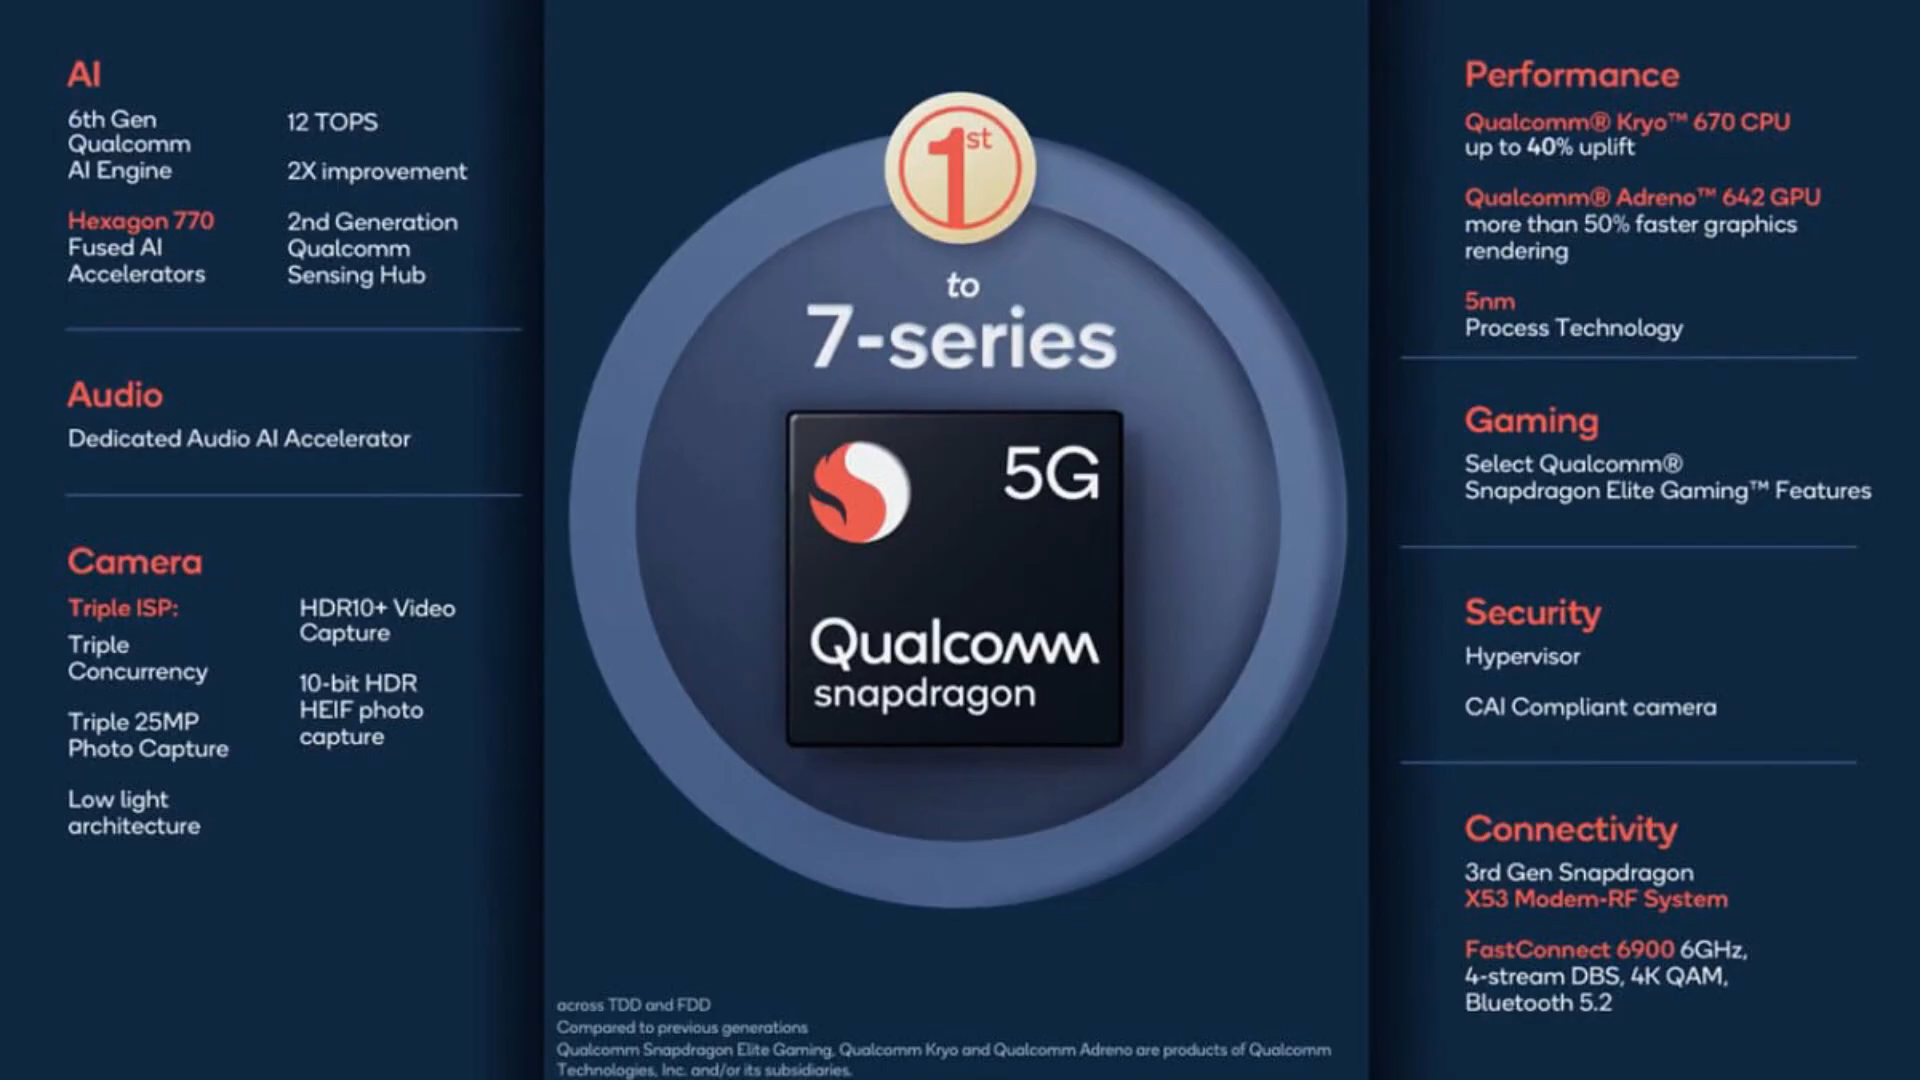 AI
6th Gen
Qualcomm
AI Engine
Hexagon 770
Fused AI
Accelerators
12 TOPS
2X improvement
2nd Generation
Qualcomm
Sensing Hub
Audio
Dedicated Audio AI Accelerator
Camera
Triple ISP:
Triple
Concurrency
Triple 25MP
Photo Capture
Low light
architecture
HDR10+ Video
Capture
10-bit HDR
HEIF photo
capture
1st
to
7-series
5G
Qualcomm
snapdragon
across TDD and FDD
Compared to previous generations
Qualcomm Snapdragon Elite Gaming, Qualcomm Kryo and Qualcomm Adreno are products of Qualcomm
Technologies, Inc. and/or its subsidiaries.
Performance
Qualcomm® Kryo™ 670 CPU
up to 40% uplift
Qualcomm® Adreno™ 642 GPU
more than 50% faster graphics
rendering
5nm
Process Technology
Gaming
Select Qualcomm®
Snapdragon Elite Gaming™ Features
Security
Hypervisor
CAI Compliant camera
Connectivity
3rd Gen Snapdragon
X53 Modem-RF System
FastConnect 6900 6GHz,
4-stream DBS, 4K QAM,
Bluetooth 5.2